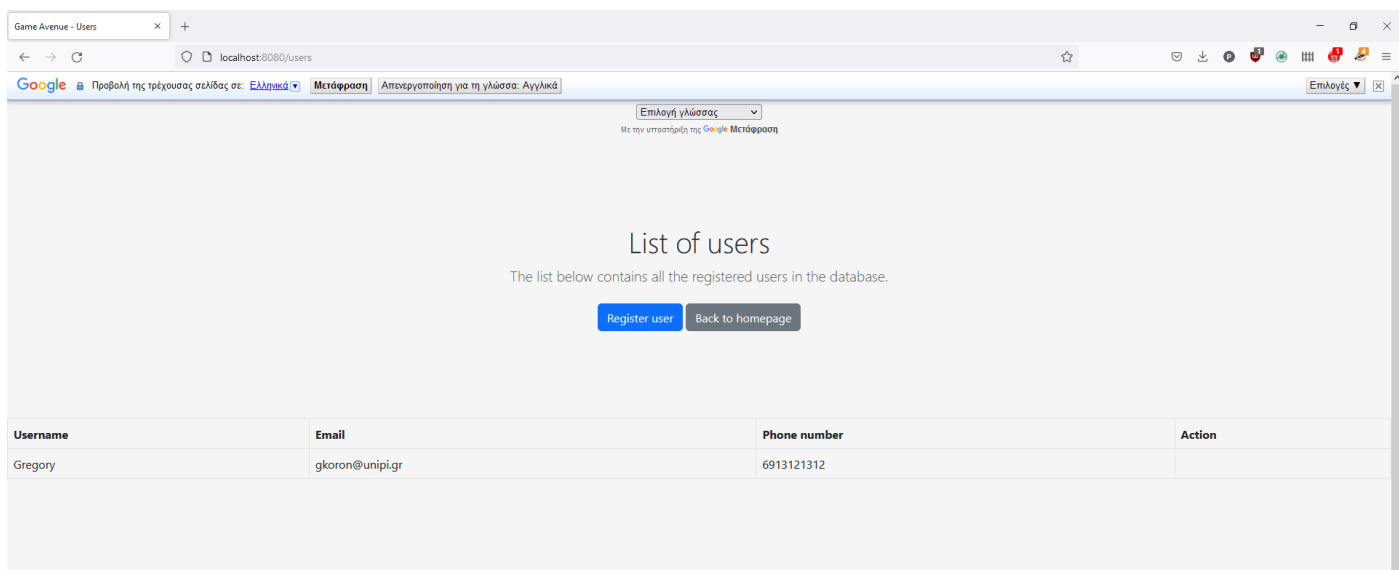 Game Avenue - Users
localhost:8080/users
Google Προβολή της τρέχουσας σελίδας σε: Ελληνικά Μετάφραση Απενεργοποίηση για τη γλώσσα: Αγγλικά Επιλογές ▼
Επιλογή γλώσσας
Με την υποστήριξη της Google Μετάφραση
List of users
The list below contains all the registered users in the database.
Register user Back to homepage
Username Email Phone number Action
Gregory gkoron@unipi.gr 6913121312